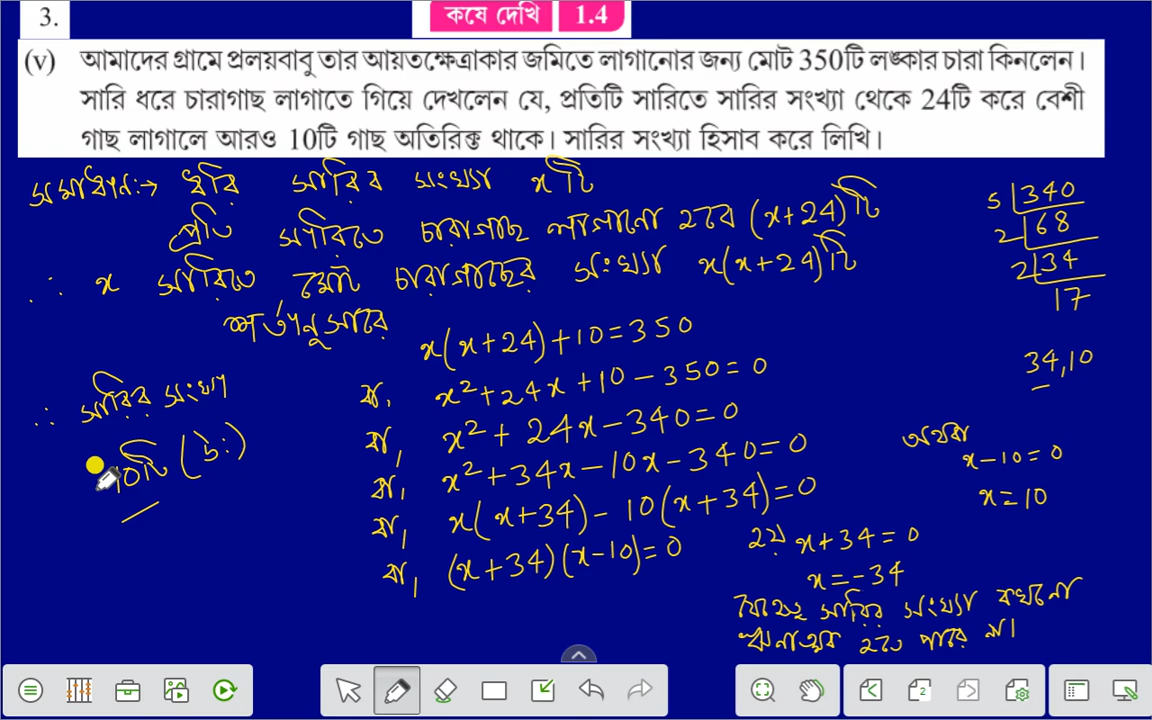 3.
কষে দেখি 1.4
(v) আমাদের গ্রামে প্রলয়বাবু তার আয়তক্ষেত্রাকার জমিতে লাগানোর জন্য মোট 350টি লঙ্কার চারা কিনলেন।
সারি ধরে চারাগাছ লাগাতে গিয়ে দেখলেন যে, প্রতিটি সারিতে সারির সংখ্যা থেকে 24টি করে বেশী
গাছ লাগালে আরও 10টি গাছ অতিরিক্ত থাকে। সারির সংখ্যা হিসাব করে লিখি।
সমাধান:→ ধরি সারির সংখ্যা x টি
প্রতি সারিতে চারাগাছ লাগানো হবে (x+24) টি
∴ x সারিতে মোট চারাগাছের সংখ্যা x(x+24) টি
শর্তানুসারে
x(x+24)+10=350
বা, x²+24x+10-350=0
বা, x²+24x-340=0
বা, x²+34x-10x-340=0
বা, x(x+34)-10(x+34)=0
বা, (x+34)(x-10)=0
5 340
2 68
2 34
17
34,10
হয় x+34=0
x=-34
যেহেতু সারির সংখ্যা কখনো
ঋনাত্মক হতে পারে না।
অথবা
x-10=0
x=10
∴ সারির সংখ্যা
10টি (উ:)
2